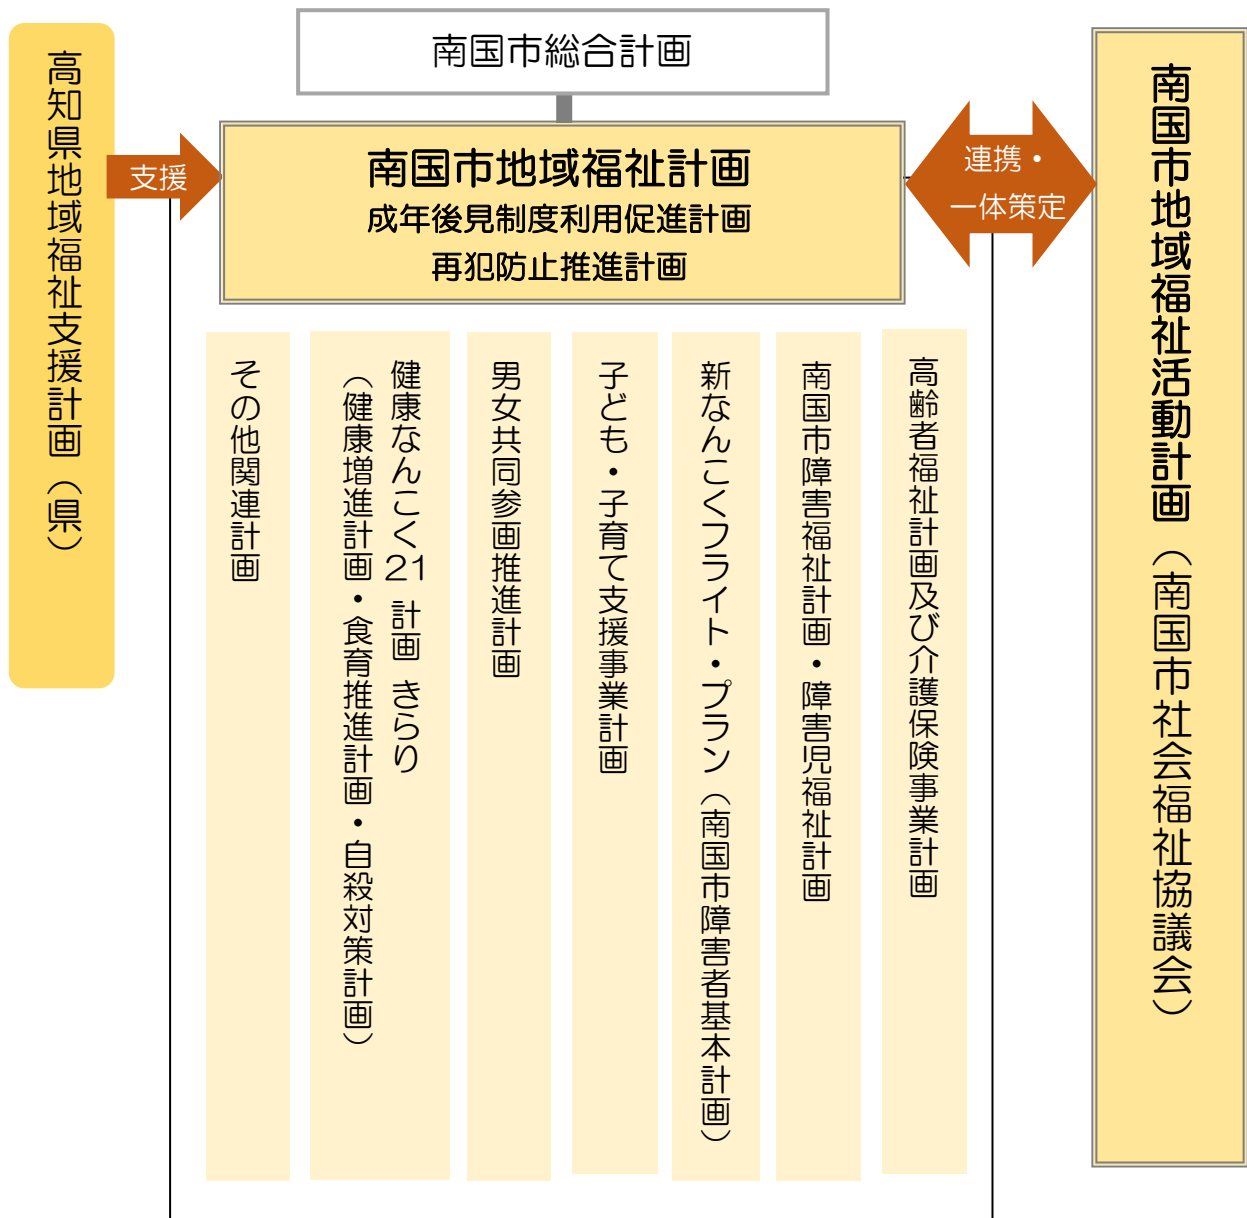 南国市総合計画
高知県地域福祉支援計画（県）
支援
南国市地域福祉計画
成年後見制度利用促進計画
再犯防止推進計画
連携・
一体策定
南国市地域福祉活動計画（南国市社会福祉協議会）
高齢者福祉計画及び介護保険事業計画
南国市障害福祉計画・障害児福祉計画
新なんこくフライト・プラン（南国市障害者基本計画）
子ども・子育て支援事業計画
男女共同参画推進計画
健康なんこく21 計画 きらり
（健康増進計画・食育推進計画・自殺対策計画）
その他関連計画